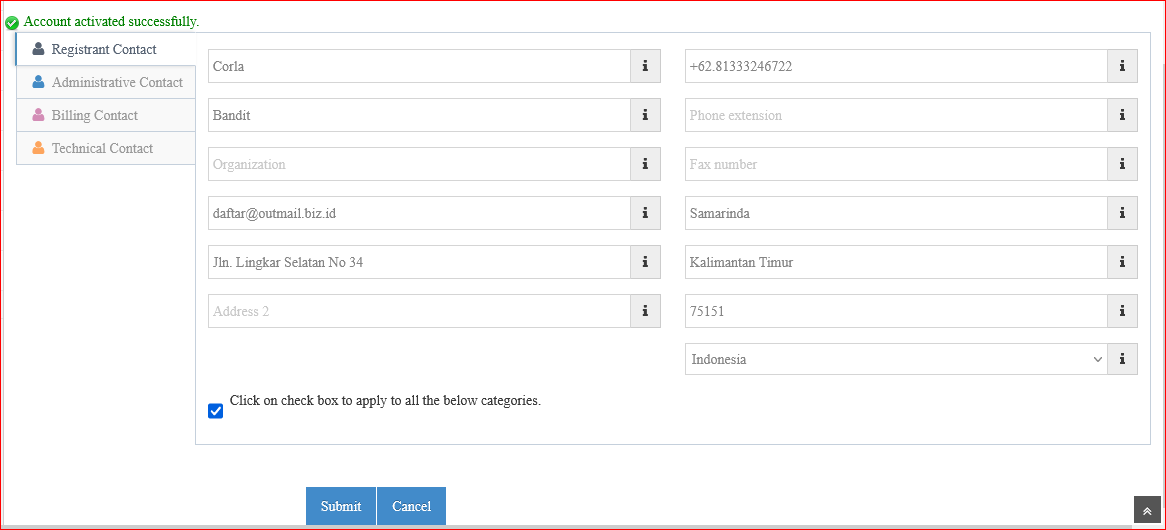 Account activated successfully.
Registrant Contact
Administrative Contact
Billing Contact
Technical Contact
Corla
+62.81333246722
Bandit
Phone extension
Organization
Fax number
daftar@outmail.biz.id
Samarinda
Jln. Lingkar Selatan No 34
Kalimantan Timur
Address 2
75151
Indonesia
Click on check box to apply to all the below categories.
Submit
Cancel